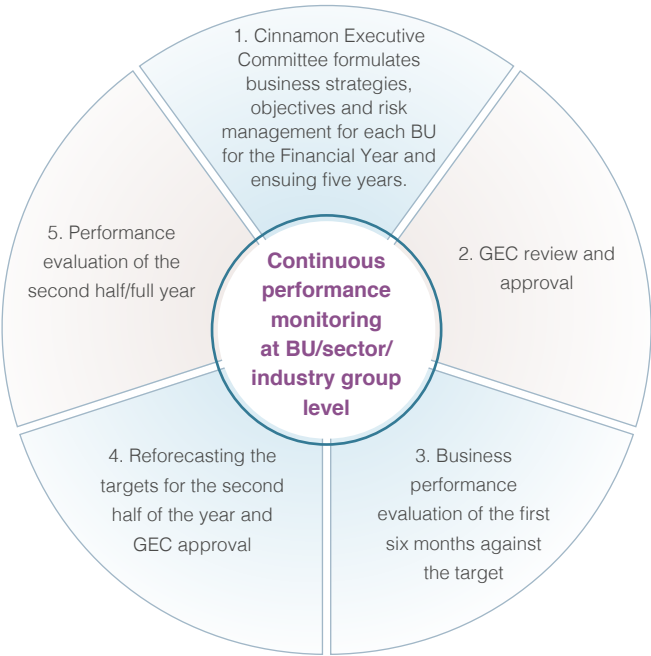 1. Cinnamon Executive
Committee formulates
business strategies,
objectives and risk
management for each BU
for the Financial Year and
ensuing five years.
2. GEC review and
approval
3. Business
performance
evaluation of the first
six months against
the target
4. Reforecasting the
targets for the second
half of the year and
GEC approval
5. Performance
evaluation of the
second half/full year
Continuous
performance
monitoring
at BU/sector/
industry group
level